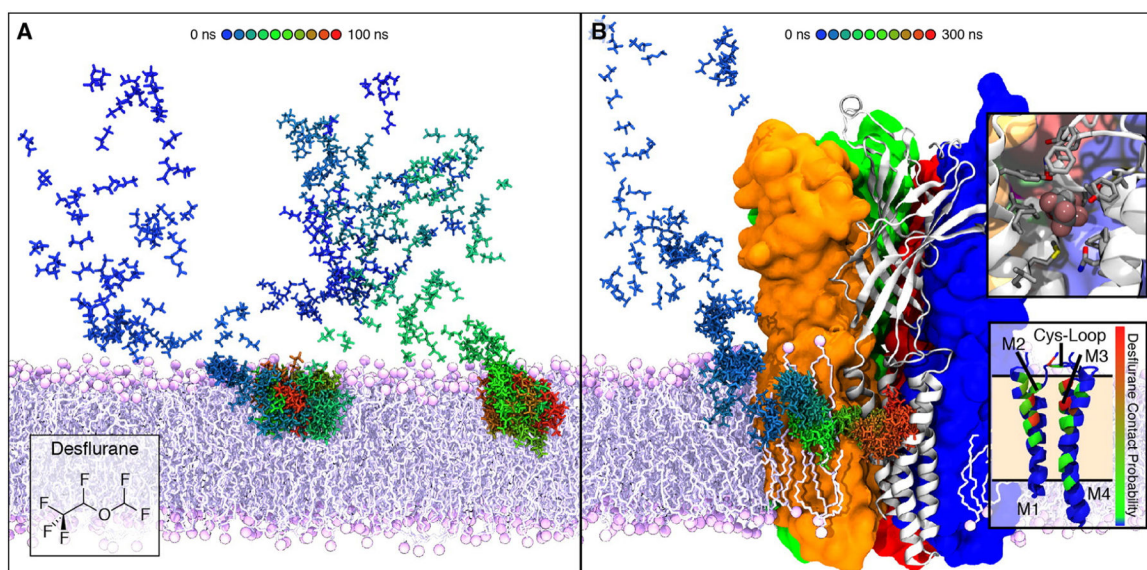 A
0 ns 100 ns
Desflurane
F F
F
F F O F
F
B
0 ns 300 ns
Cys-Loop
M2 M3
M1 M4
Desflurane Contact Probability